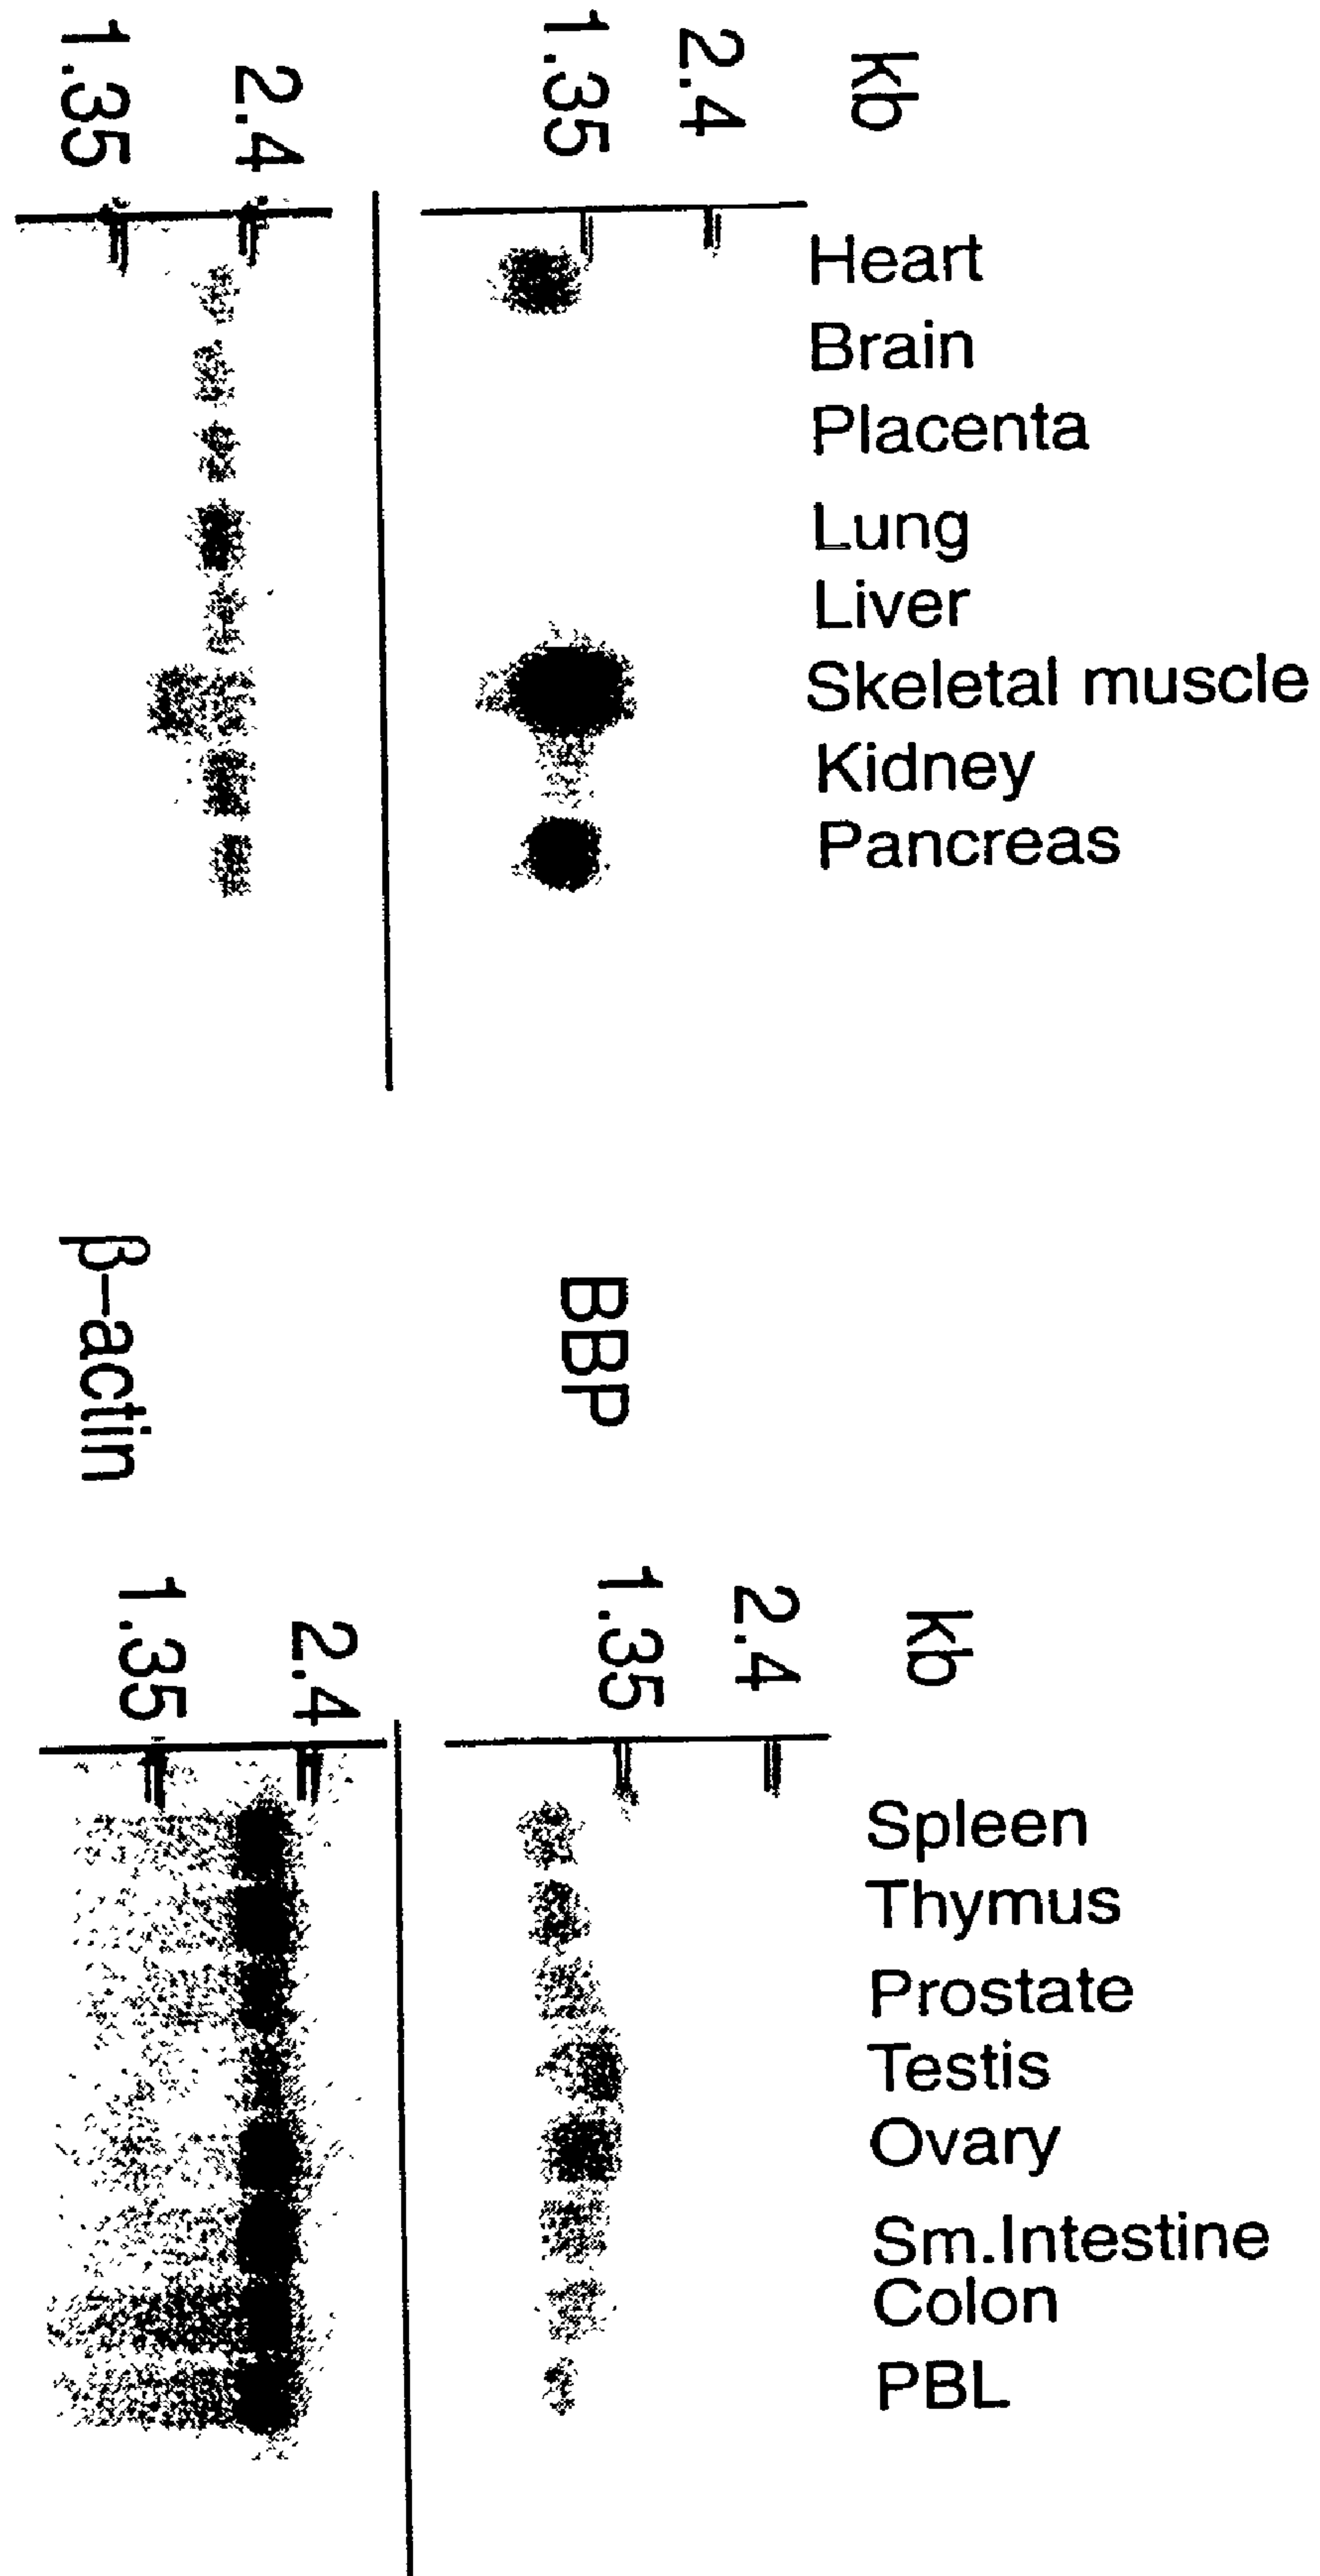 kb
2.4
1.35
2.4
1.35
Heart
Brain
Placenta
Lung
Liver
Skeletal muscle
Kidney
Pancreas
BBP
β–actin
kb
2.4
1.35
2.4
1.35
Spleen
Thymus
Prostate
Testis
Ovary
Sm.Intestine
Colon
PBL